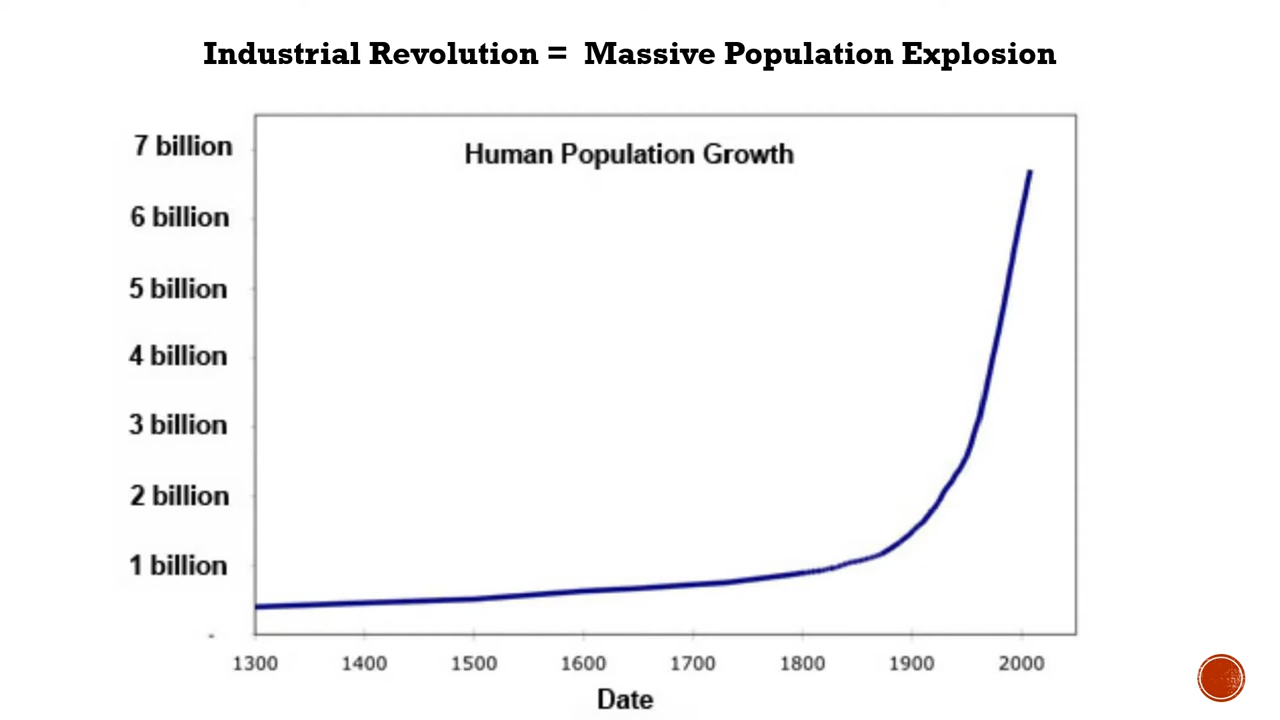 Industrial Revolution = Massive Population Explosion
Human Population Growth
7 billion
6 billion
5 billion
4 billion
3 billion
2 billion
1 billion
-
1300 1400 1500 1600 1700 1800 1900 2000
Date